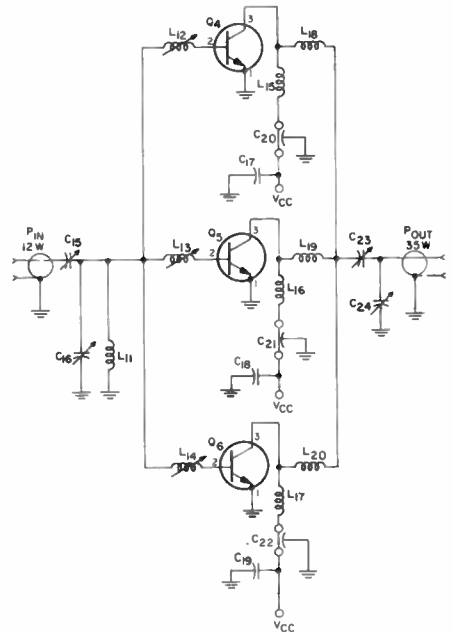 Q4
3
L12
2
L18
1
L15
C20
C17
VCC
PIN
12 W
C15
Q5
3
L13
2
L19
C23
POUT
35W
1
L16
C16
L11
C24
C21
C18
VCC
Q6
3
L14
2
L20
1
L17
C22
C19
VCC